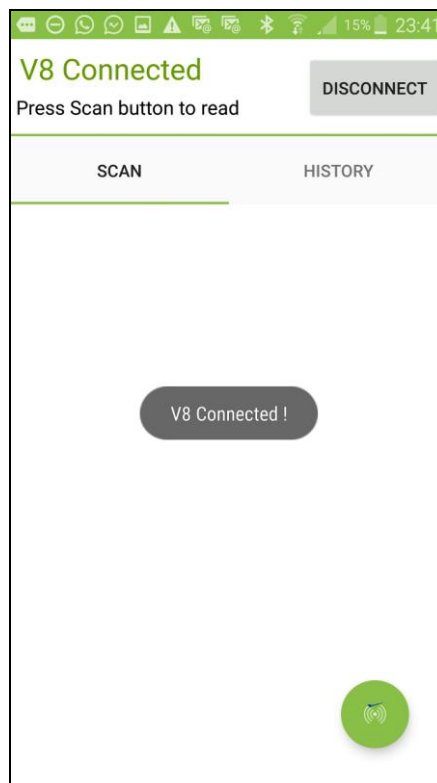 15% 23:41
V8 Connected
Press Scan button to read
DISCONNECT
SCAN
HISTORY
V8 Connected !